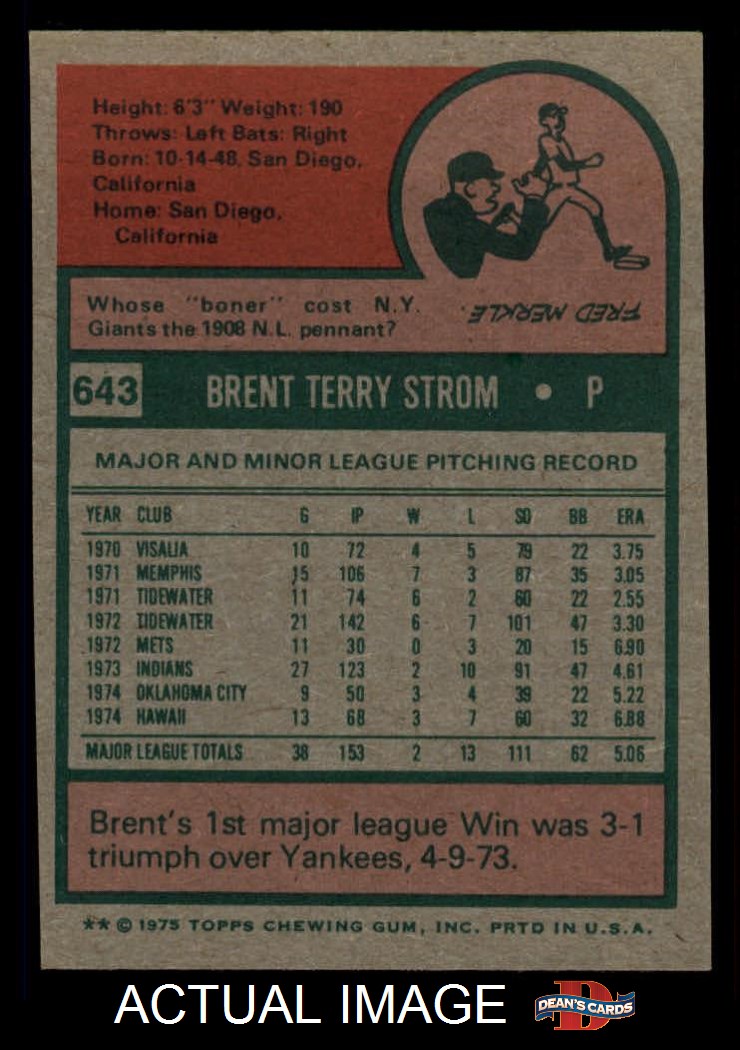 Height: 6'3" Weight: 190
Throws: Left Bats: Right
Born: 10-14-48, San Diego,
California
Home: San Diego,
California
Whose "boner" cost N.Y.
Giants the 1908 N.L. pennant?
FRED MERKLE.
643 BRENT TERRY STROM • P
MAJOR AND MINOR LEAGUE PITCHING RECORD
YEAR CLUB G IP W L SO BB ERA
1970 VISALIA 10 72 4 5 79 22 3.75
1971 MEMPHIS 15 106 7 3 87 35 3.05
1971 TIDEWATER 11 74 6 2 60 22 2.55
1972 TIDEWATER 21 142 6 7 101 47 3.30
1972 METS 11 30 0 3 20 15 6.90
1973 INDIANS 27 123 2 10 91 47 4.61
1974 OKLAHOMA CITY 9 50 3 4 39 22 5.22
1974 HAWAII 13 68 3 7 60 32 6.88
MAJOR LEAGUE TOTALS 38 153 2 13 111 62 5.06
Brent's 1st major league Win was 3-1
triumph over Yankees, 4-9-73.
** © 1975 TOPPS CHEWING GUM, INC. PRTD IN U.S.A.
ACTUAL IMAGE
D
DEAN'S CARDS